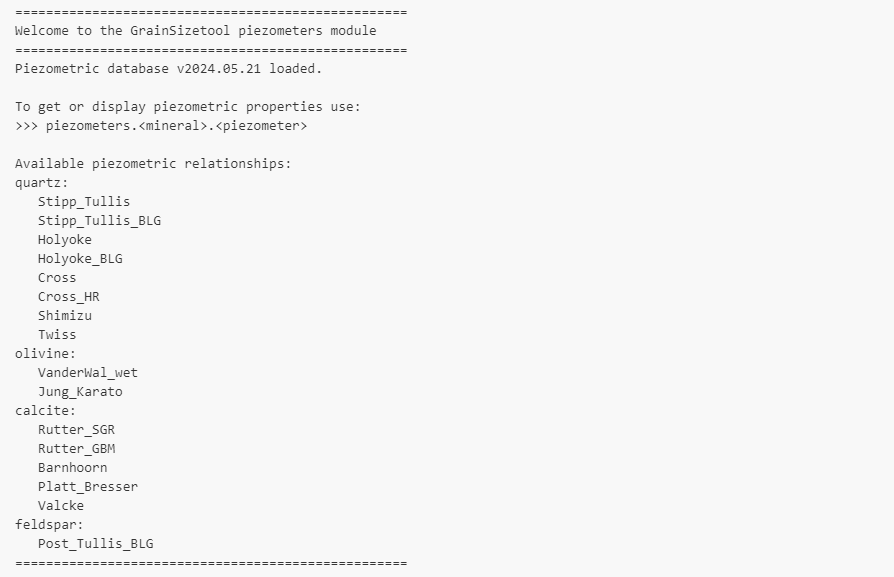 ===================================================
Welcome to the GrainSizetool piezometers module
===================================================
Piezometric database v2024.05.21 loaded.
To get or display piezometric properties use:
>>> piezometers.<mineral>.<piezometer>
Available piezometric relationships:
quartz:
Stipp_Tullis
Stipp_Tullis_BLG
Holyoke
Holyoke_BLG
Cross
Cross_HR
Shimizu
Twiss
olivine:
VanderWal_wet
Jung_Karato
calcite:
Rutter_SGR
Rutter_GBM
Barnhoorn
Platt_Bresser
Valcke
feldspar:
Post_Tullis_BLG
===================================================